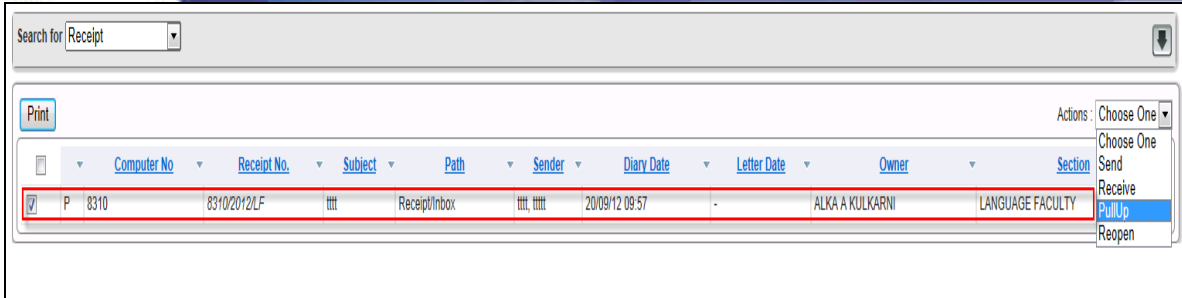 Search for Receipt
Print
Actions : Choose One
Choose One
Send
Receive
PullUp
Reopen
Computer No Receipt No. Subject Path Sender Diary Date Letter Date Owner Section
P 8310 8310/2012/LF tttt Receipt/Inbox tttt, ttttt 20/09/12 09:57 - ALKA A KULKARNI LANGUAGE FACULTY